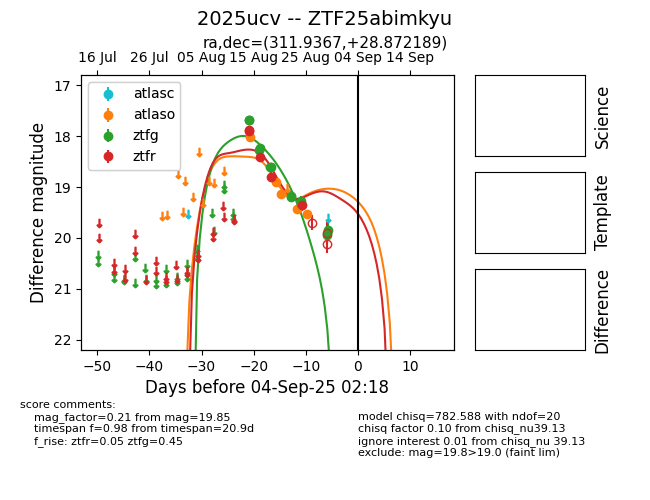 2025ucv -- ZTF25abimkyu
ra,dec=(311.9367,+28.872189)
16 Jul 26 Jul 05 Aug 15 Aug 25 Aug 04 Sep 14 Sep
atlasc
atlaso
ztfg
ztfr
17
18
19
20
21
22
Difference magnitude
−50 −40 −30 −20 −10 0 10
Days before 04-Sep-25 02:18
Science
Template
Difference
score comments:
mag_factor=0.21 from mag=19.85
timespan f=0.98 from timespan=20.9d
f_rise: ztfr=0.05 ztfg=0.45
model chisq=782.588 with ndof=20
chisq factor 0.10 from chisq_nu39.13
ignore interest 0.01 from chisq_nu 39.13
exclude: mag=19.8>19.0 (faint lim)